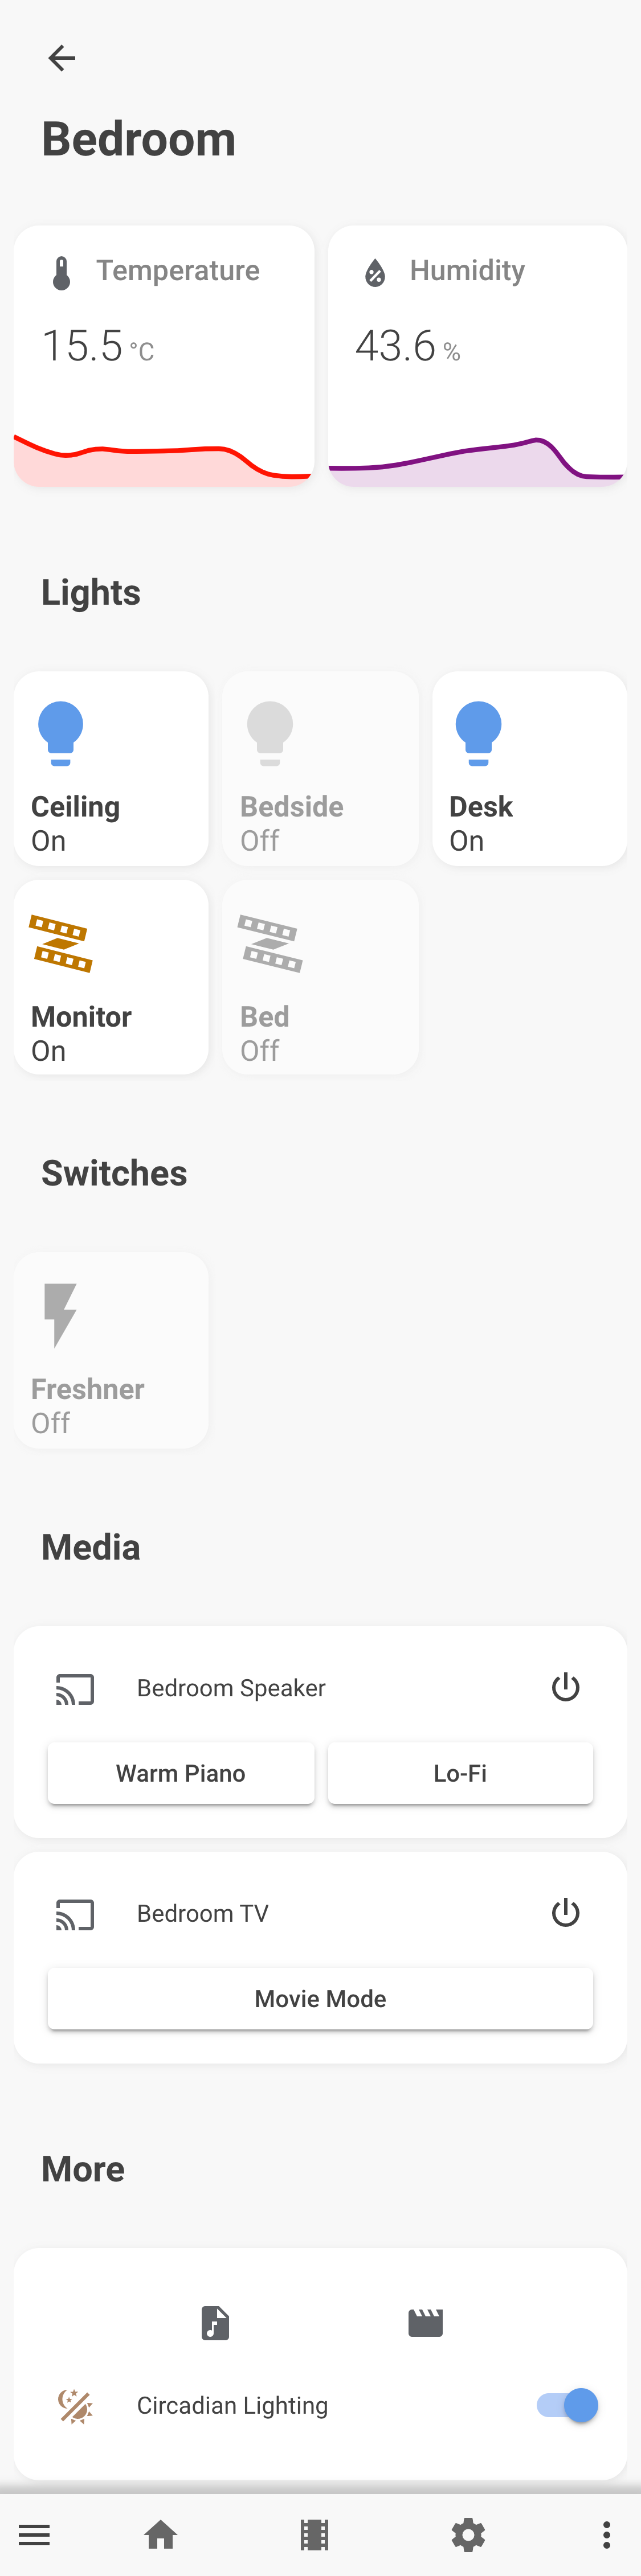 Bedroom
Temperature
15.5 °C
Humidity
43.6 %
Lights
Ceiling
On
Bedside
Off
Desk
On
Monitor
On
Bed
Off
Switches
Freshner
Off
Media
Bedroom Speaker
Warm Piano
Lo-Fi
Bedroom TV
Movie Mode
More
Circadian Lighting